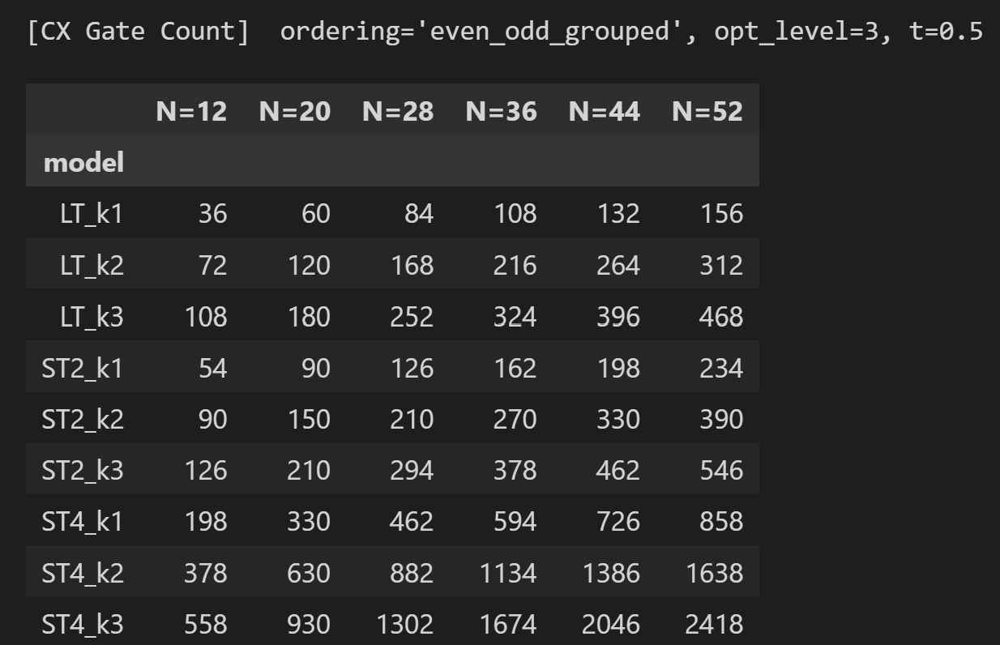 [CX Gate Count]  ordering='even_odd_grouped', opt_level=3, t=0.5
N=12 N=20 N=28 N=36 N=44 N=52
model
LT_k1 36 60 84 108 132 156
LT_k2 72 120 168 216 264 312
LT_k3 108 180 252 324 396 468
ST2_k1 54 90 126 162 198 234
ST2_k2 90 150 210 270 330 390
ST2_k3 126 210 294 378 462 546
ST4_k1 198 330 462 594 726 858
ST4_k2 378 630 882 1134 1386 1638
ST4_k3 558 930 1302 1674 2046 2418